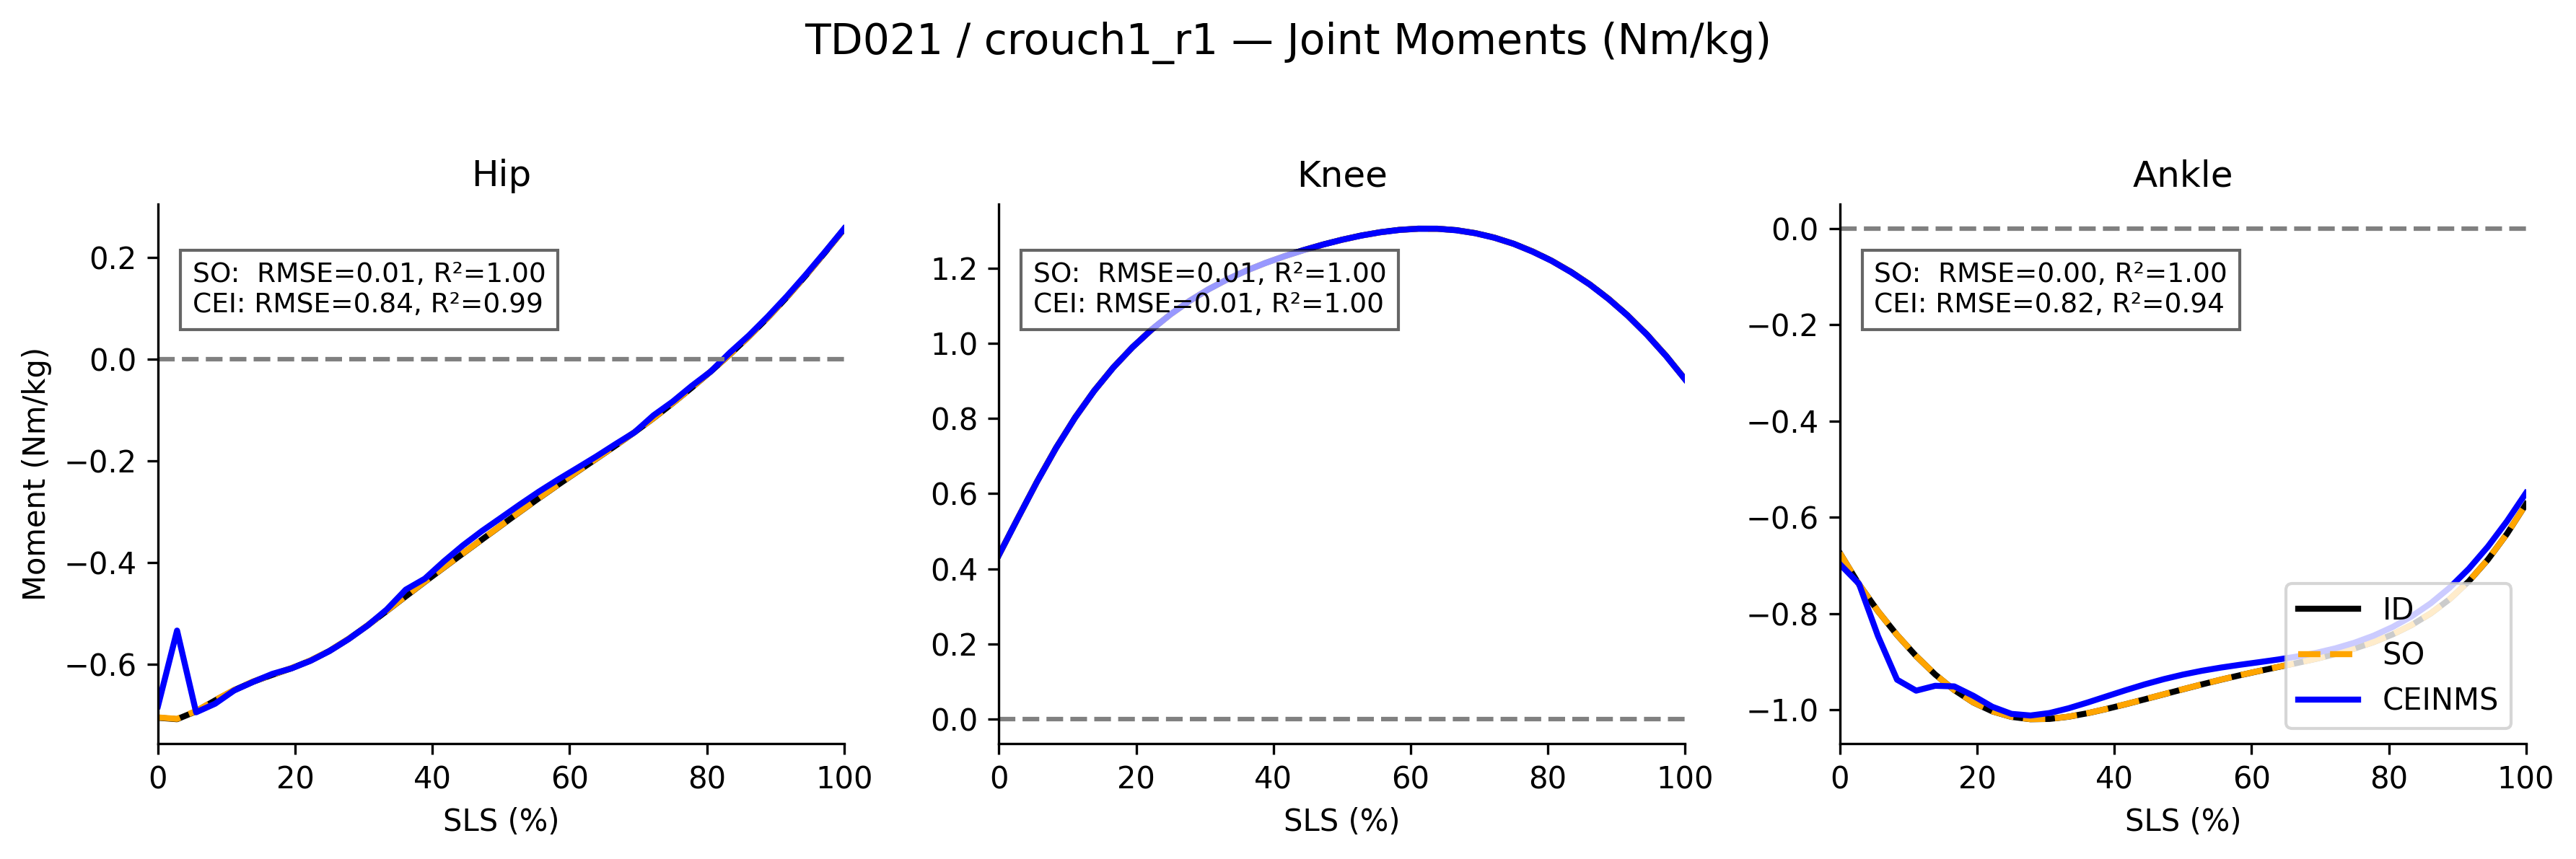 TD021 / crouch1_r1 — Joint Moments (Nm/kg)
Hip
Knee
Ankle
Moment (Nm/kg)
0.2
0.0
−0.2
−0.4
−0.6
SO:  RMSE=0.01, R²=1.00
CEI: RMSE=0.84, R²=0.99
0 20 40 60 80 100
SLS (%)
1.2
1.0
0.8
0.6
0.4
0.2
0.0
SO:  RMSE=0.01, R²=1.00
CEI: RMSE=0.01, R²=1.00
0 20 40 60 80 100
SLS (%)
0.0
−0.2
−0.4
−0.6
−0.8
−1.0
SO:  RMSE=0.00, R²=1.00
CEI: RMSE=0.82, R²=0.94
ID
SO
CEINMS
0 20 40 60 80 100
SLS (%)